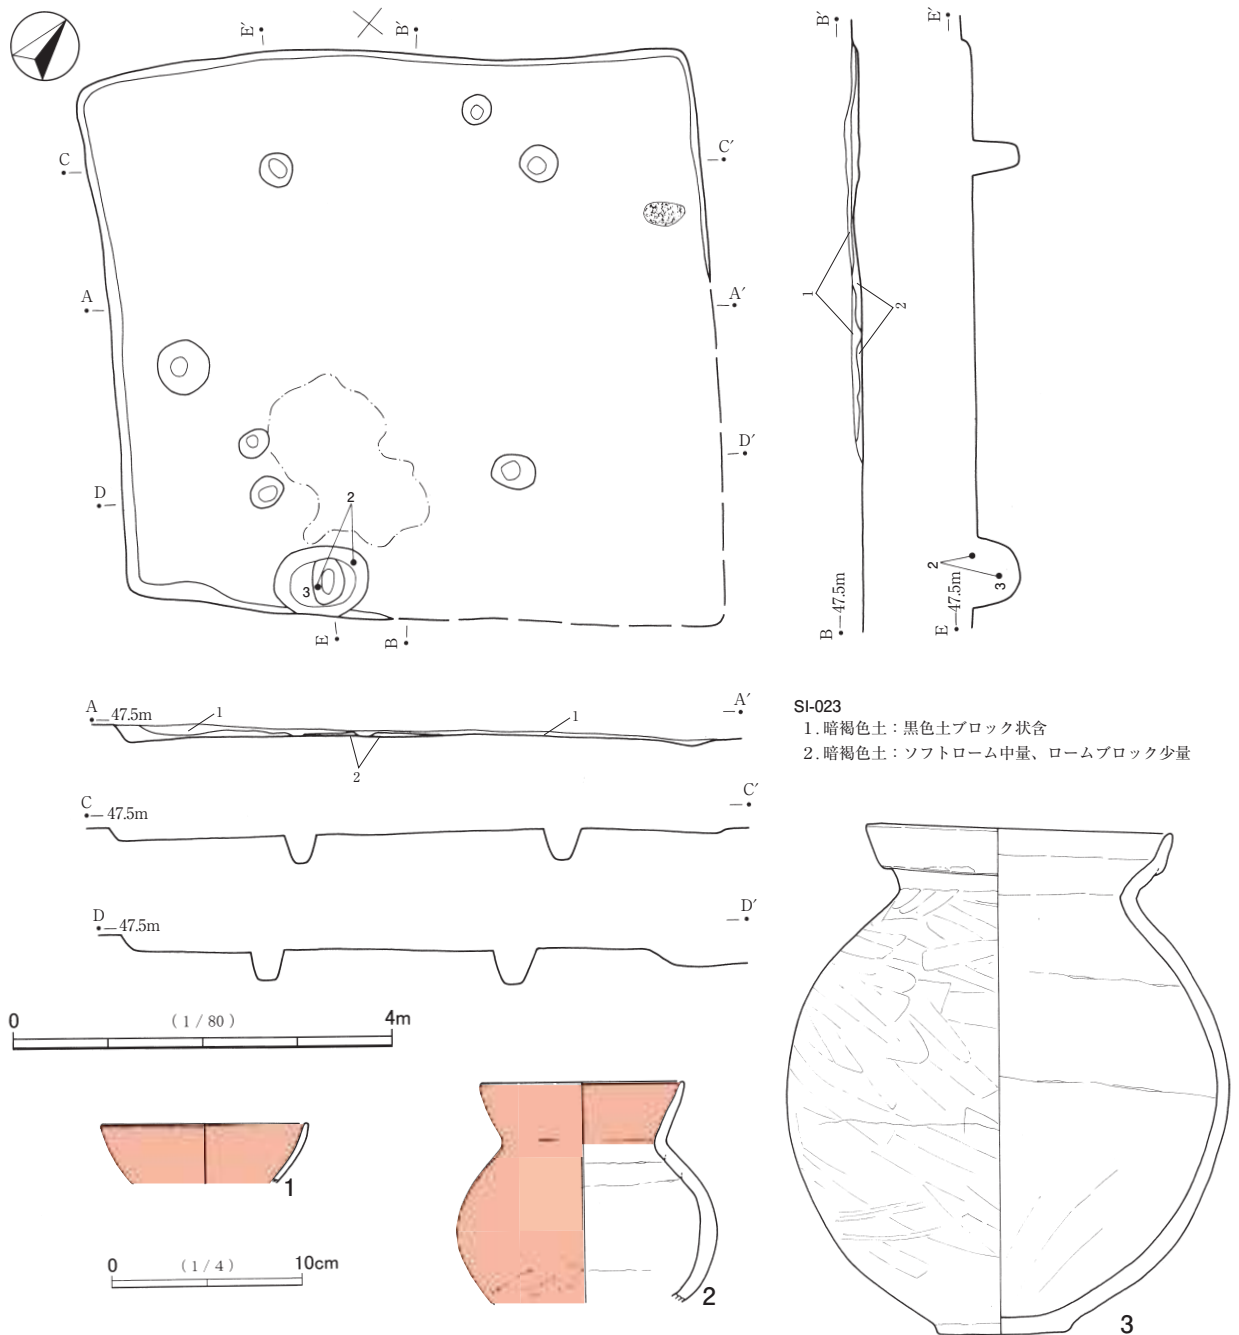 E′
B′
C
C′
A
A′
D
D′
2
3
E
B
B′
E′
1
2
2
3
B
47.5m
E
47.5m
A
47.5m
1
1
2
A′
C
47.5m
C′
D
47.5m
D′
SI-023
1. 暗褐色土：黒色土ブロック状含
2. 暗褐色土：ソフトローム中量、ロームブロック少量
0
(1/80)
4m
1
0
(1/4)
10cm
2
3